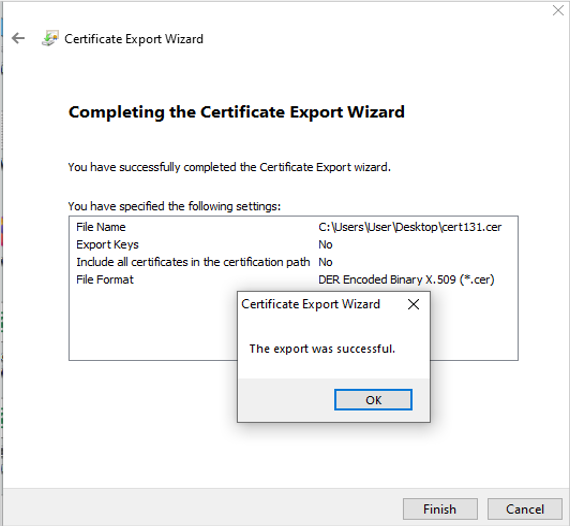 Certificate Export Wizard
Completing the Certificate Export Wizard
You have successfully completed the Certificate Export wizard.
You have specified the following settings:
File Name C:\Users\User\Desktop\cert131.cer
Export Keys No
Include all certificates in the certification path No
File Format DER Encoded Binary X.509 (*.cer)
Certificate Export Wizard
The export was successful.
OK
Finish Cancel